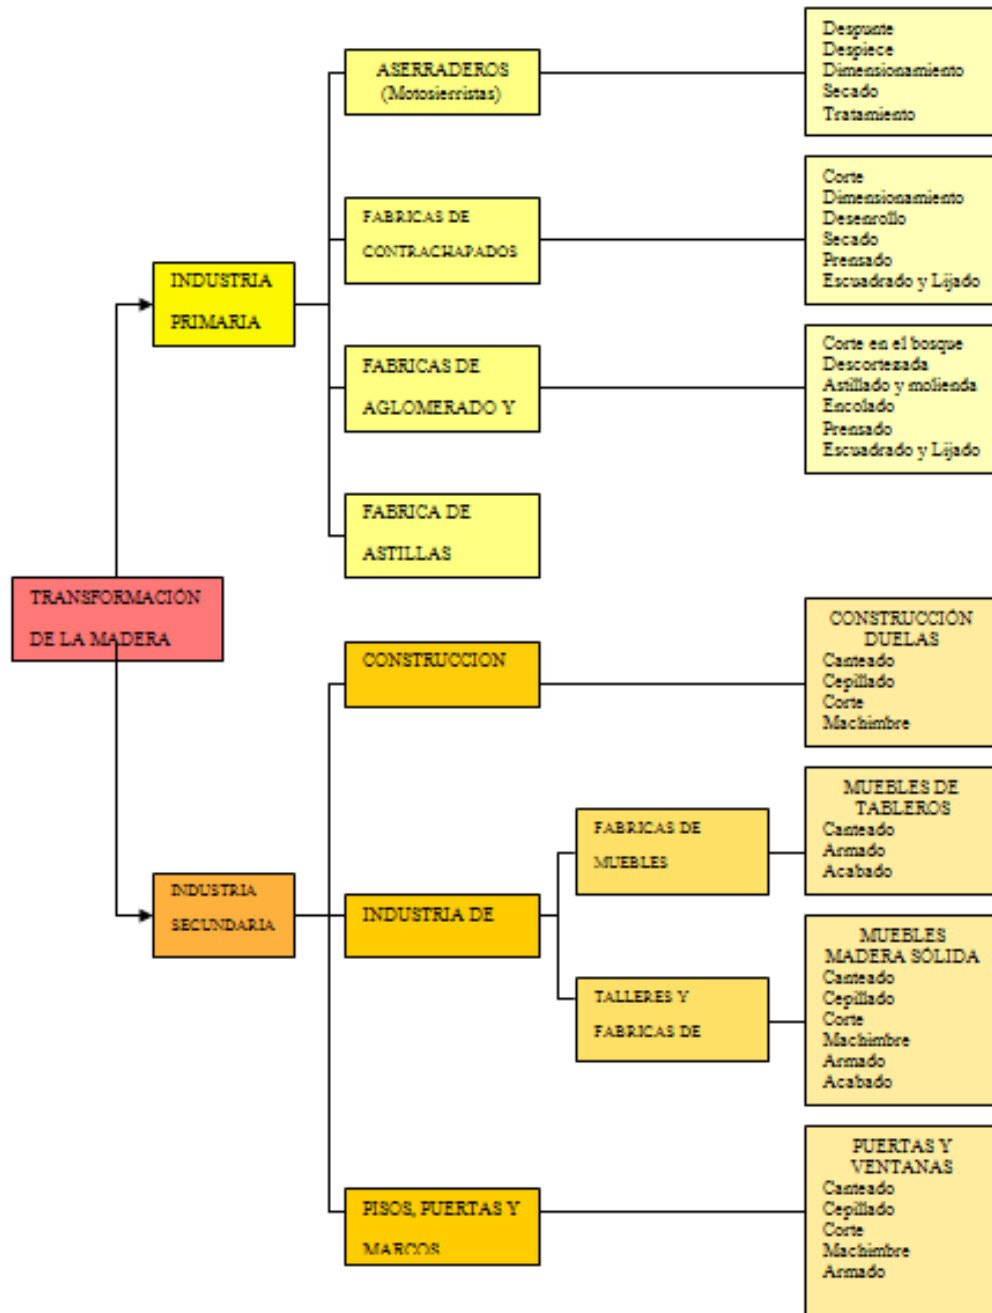 TRANSFORMACIÓN
DE LA MADERA
INDUSTRIA
PRIMARIA
ASERRADEROS
(Motosierristas)
Despunte
Despiece
Dimensionamiento
Secado
Tratamiento
FABRICAS DE
CONTRACHAPADOS
Corte
Dimensionamiento
Desenrollo
Secado
Prensado
Escuadrado y Lijado
FABRICAS DE
AGLOMERADO Y
Corte en el bosque
Descortezada
Astillado y molienda
Encolado
Prensado
Escuadrado y Lijado
FABRICA DE
ASTILLAS
INDUSTRIA
SECUNDARIA
CONSTRUCCION
CONSTRUCCIÓN
DUELAS
Canteado
Cepillado
Corte
Machimbre
INDUSTRIA DE
FABRICAS DE
MUEBLES
MUEBLES DE
TABLEROS
Canteado
Armado
Acabado
TALLERES Y
FABRICAS DE
MUEBLES
MADERA SÓLIDA
Canteado
Cepillado
Corte
Machimbre
Armado
Acabado
PISOS, PUERTAS Y
MARCOS
PUERTAS Y
VENTANAS
Canteado
Cepillado
Corte
Machimbre
Armado